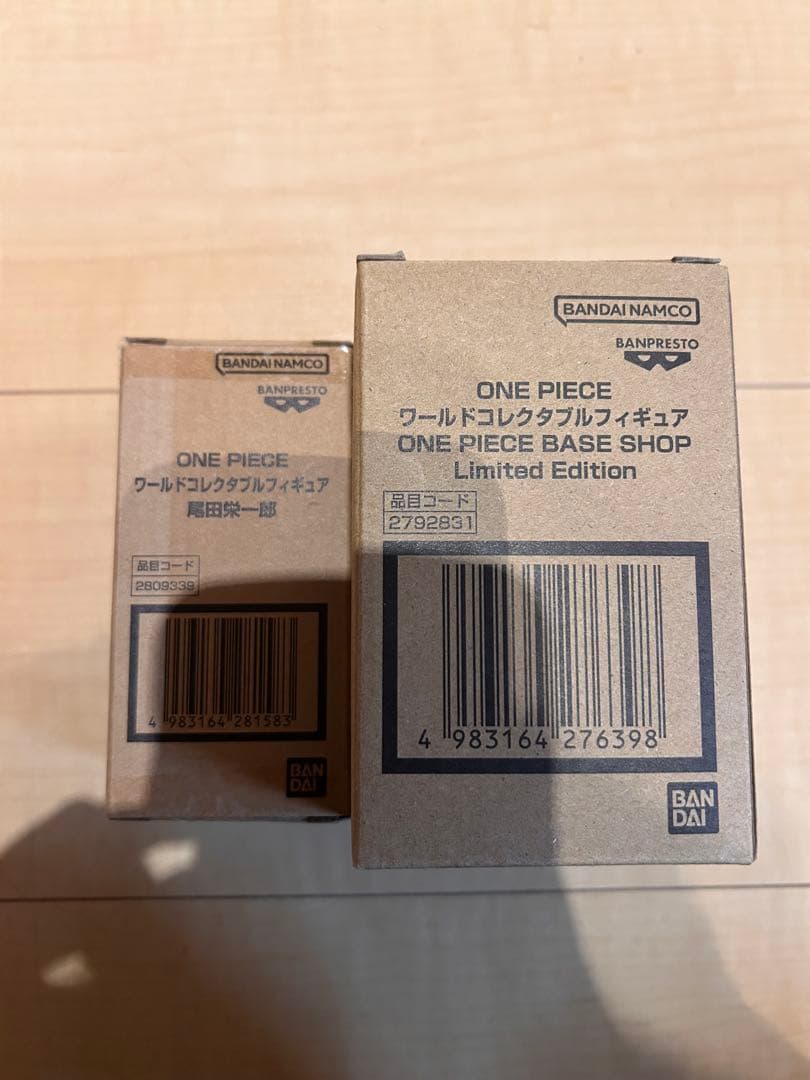 BANDAI NAMCO
BANPRESTO
ONE PIECE
ワールドコレクタブルフィギュア
尾田栄一郎
品目コード
2809339
4 983164 281583
BAN
DAI
BANDAI NAMCO
BANPRESTO
ONE PIECE
ワールドコレクタブルフィギュア
ONE PIECE BASE SHOP
Limited Edition
品目コード
2792831
4 983164 276398
BAN
DAI